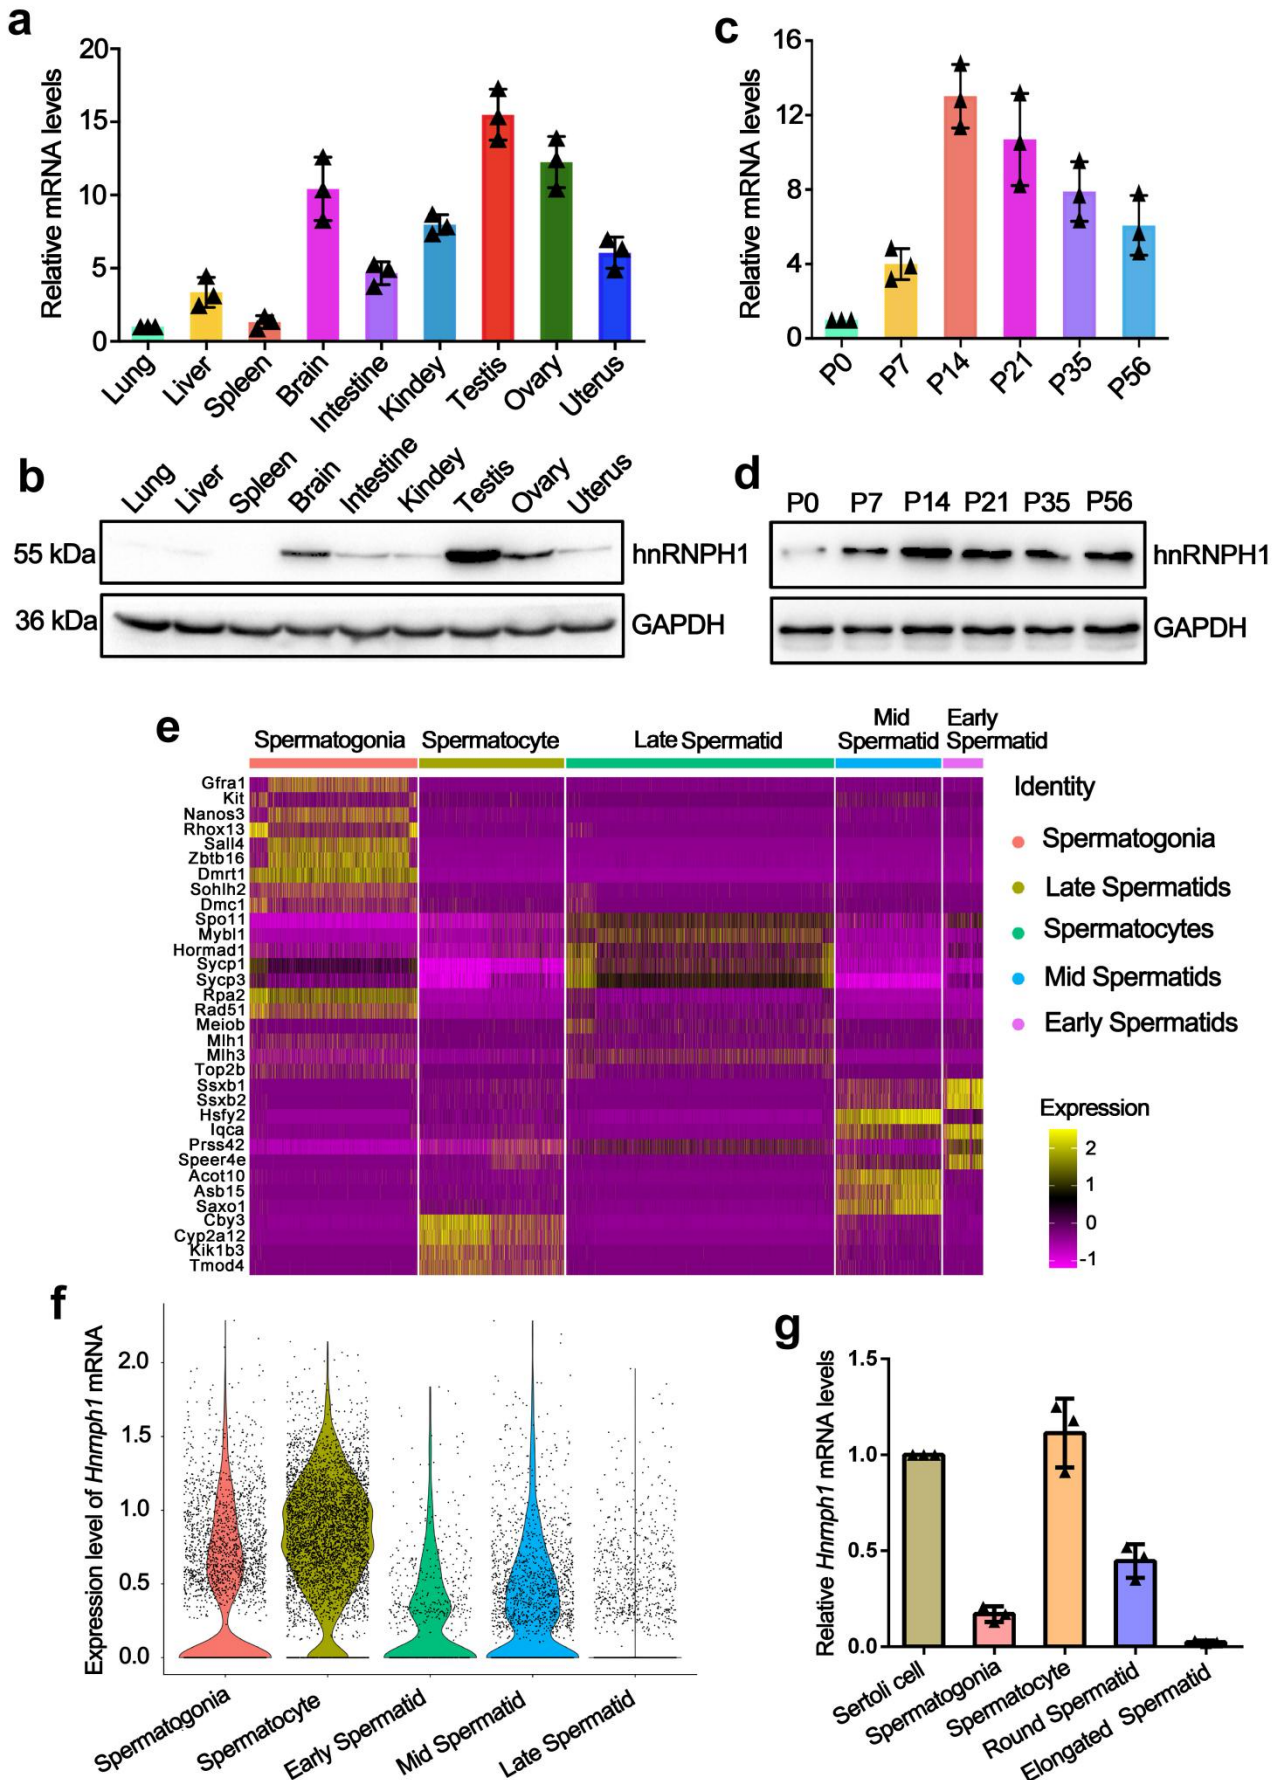 a
Relative mRNA levels
20
15
10
5
0
Lung
Liver
Spleen
Brain
Intestine
Kindey
Testis
Ovary
Uterus
c
Relative mRNA levels
16
12
8
4
0
P0
P7
P14
P21
P35
P56
b
Lung
Liver
Spleen
Brain
Intestine
Kindey
Testis
Ovary
Uterus
55 kDa
hnRNPH1
36 kDa
GAPDH
d
P0 P7 P14 P21 P35 P56
hnRNPH1
GAPDH
e
Spermatogonia
Spermatocyte
Late Spermatid
Mid
Spermatid
Early
Spermatid
Gfra1
Kit
Nanos3
Rhox13
Sall4
Zbtb16
Dmrt1
Sohlh2
Dmc1
Spo11
Mybl1
Hormad1
Sycp1
Sycp3
Rpa2
Rad51
Meiob
Mlh1
Mlh3
Top2b
Ssxb1
Ssxb2
Hsfy2
Iqca
Prss42
Speer4e
Acot10
Asb15
Saxo1
Cby3
Cyp2a12
Kik1b3
Tmod4
Identity
Spermatogonia
Late Spermatids
Spermatocytes
Mid Spermatids
Early Spermatids
Expression
2
1
0
-1
f
Expression level of Hnrnph1 mRNA
2.0
1.5
1.0
0.5
0.0
Spermatogonia
Spermatocyte
Early Spermatid
Mid Spermatid
Late Spermatid
g
Relative Hnrnph1 mRNA levels
1.5
1.0
0.5
0.0
Sertoli cell
Spermatogonia
Spermatocyte
Round Spermatid
Elongated Spermatid